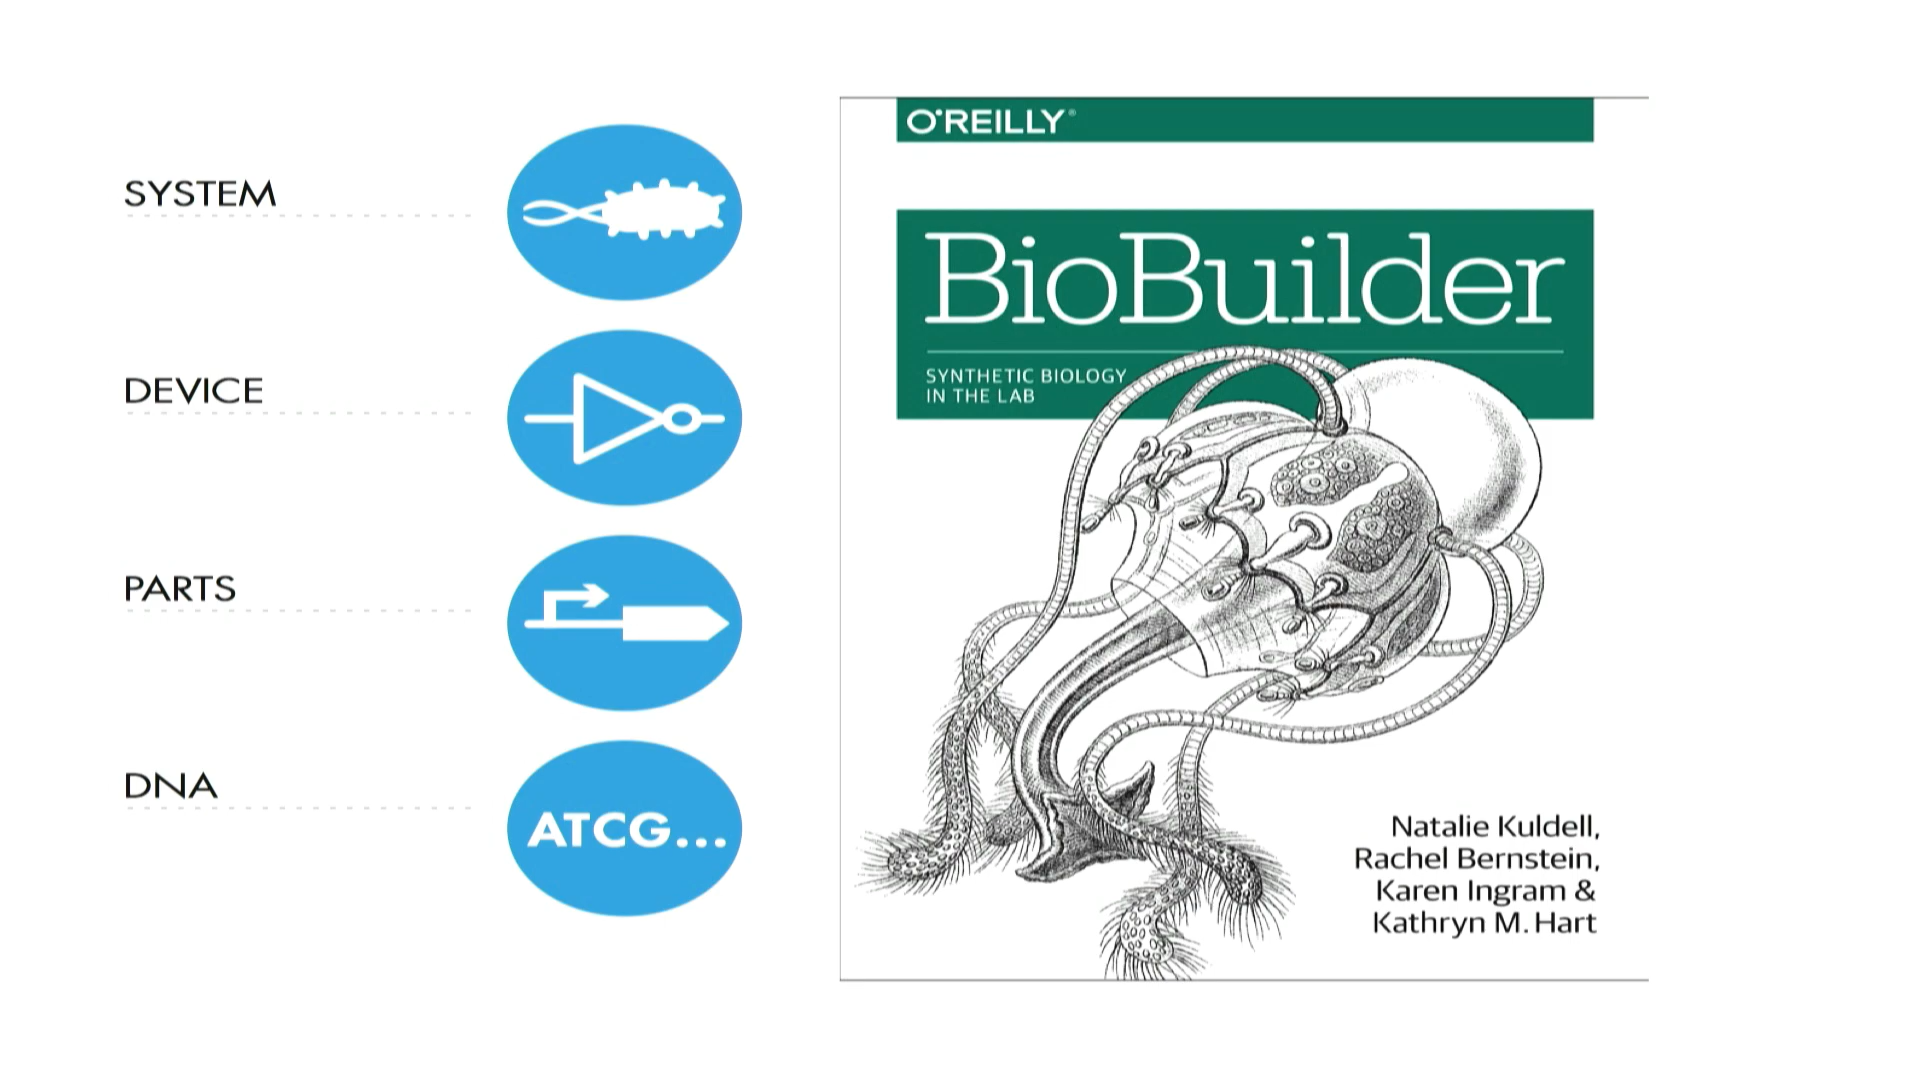 SYSTEM
DEVICE
PARTS
DNA
ATCG...
O'REILLY®
BioBuilder
SYNTHETIC BIOLOGY
IN THE LAB
Natalie Kuldell,
Rachel Bernstein,
Karen Ingram &
Kathryn M. Hart